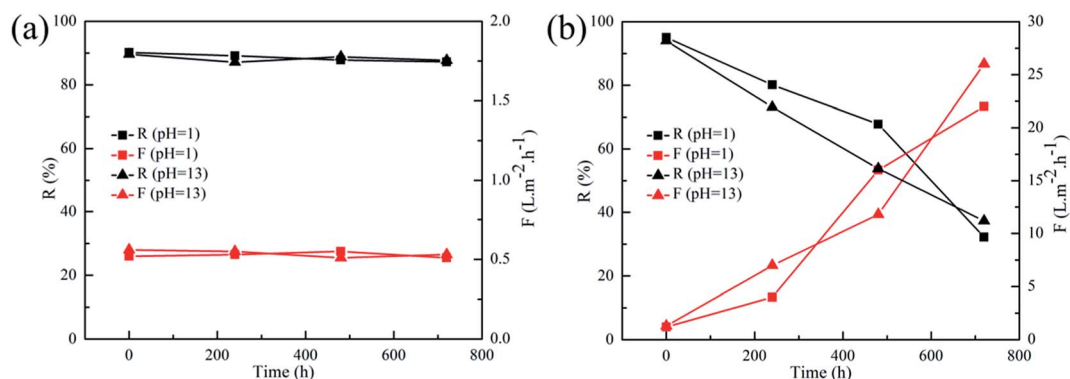 (a)
100
80
60
40
20
0
R (%)
2.0
1.5
1.0
0.5
0.0
F (L.m-2.h-1)
R (pH=1)
F (pH=1)
R (pH=13)
F (pH=13)
0
200
400
600
800
Time (h)
(b)
100
80
60
40
20
0
R (%)
30
25
20
15
10
5
0
F (L.m-2.h-1)
R (pH=1)
F (pH=1)
R (pH=13)
F (pH=13)
0
200
400
600
800
Time (h)